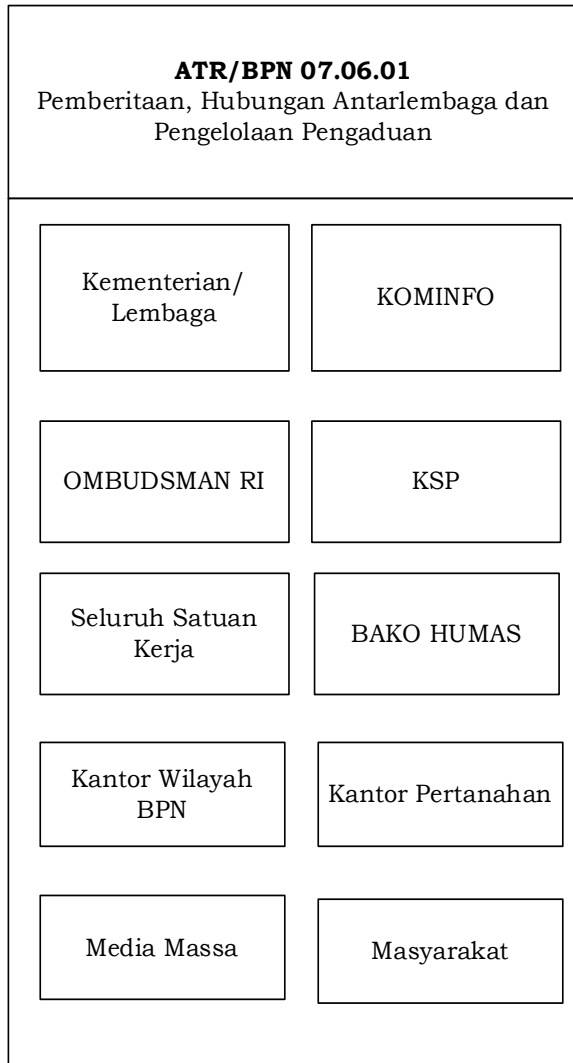 ATR/BPN 07.06.01
Pemberitaan, Hubungan Antarlembaga dan
Pengelolaan Pengaduan
Kementerian/
Lembaga
KOMINFO
OMBUDSMAN RI
KSP
Seluruh Satuan
Kerja
BAKO HUMAS
Kantor Wilayah
BPN
Kantor Pertanahan
Media Massa
Masyarakat